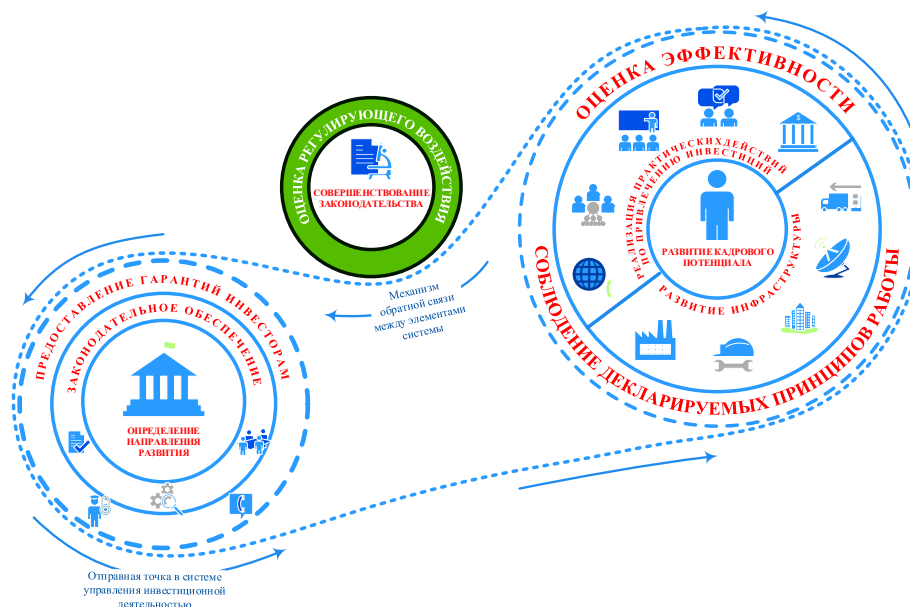 ОЦЕНКА ЭФФЕКТИВНОСТИ
СОБЛЮДЕНИЕ ДЕКЛАРИРУЕМЫХ ПРИНЦИПОВ РАБОТЫ
РЕАЛИЗАЦИЯ ПРАКТИЧЕСКИХДЕЙСТВИЙ
ПО ПРИВЛЕЧЕНИЮ ИНВЕСТИЦИЙ
РАЗВИТИЕ ИНФРАСТРУКТУРЫ
РАЗВИТИЕ КАДРОВОГО
ПОТЕНЦИАЛА
ОЦЕНКА РЕГУЛИРУЮЩЕГО ВОЗДЕЙСТВИЯ
СОВЕРШЕНСТВОВАНИЕ
ЗАКОНОДАТЕЛЬСТВА
Механизм
обратной связи
между элементами
системы
ПРЕДОСТАВЛЕНИЕ ГАРАНТИЙ ИНВЕСТОРАМ
ЗАКОНОДАТЕЛЬНОЕ ОБЕСПЕЧЕНИЕ
ОПРЕДЕЛЕНИЕ
НАПРАВЛЕНИЯ
РАЗВИТИЯ
Отправная точка в системе
управления инвестиционной
деятельностью